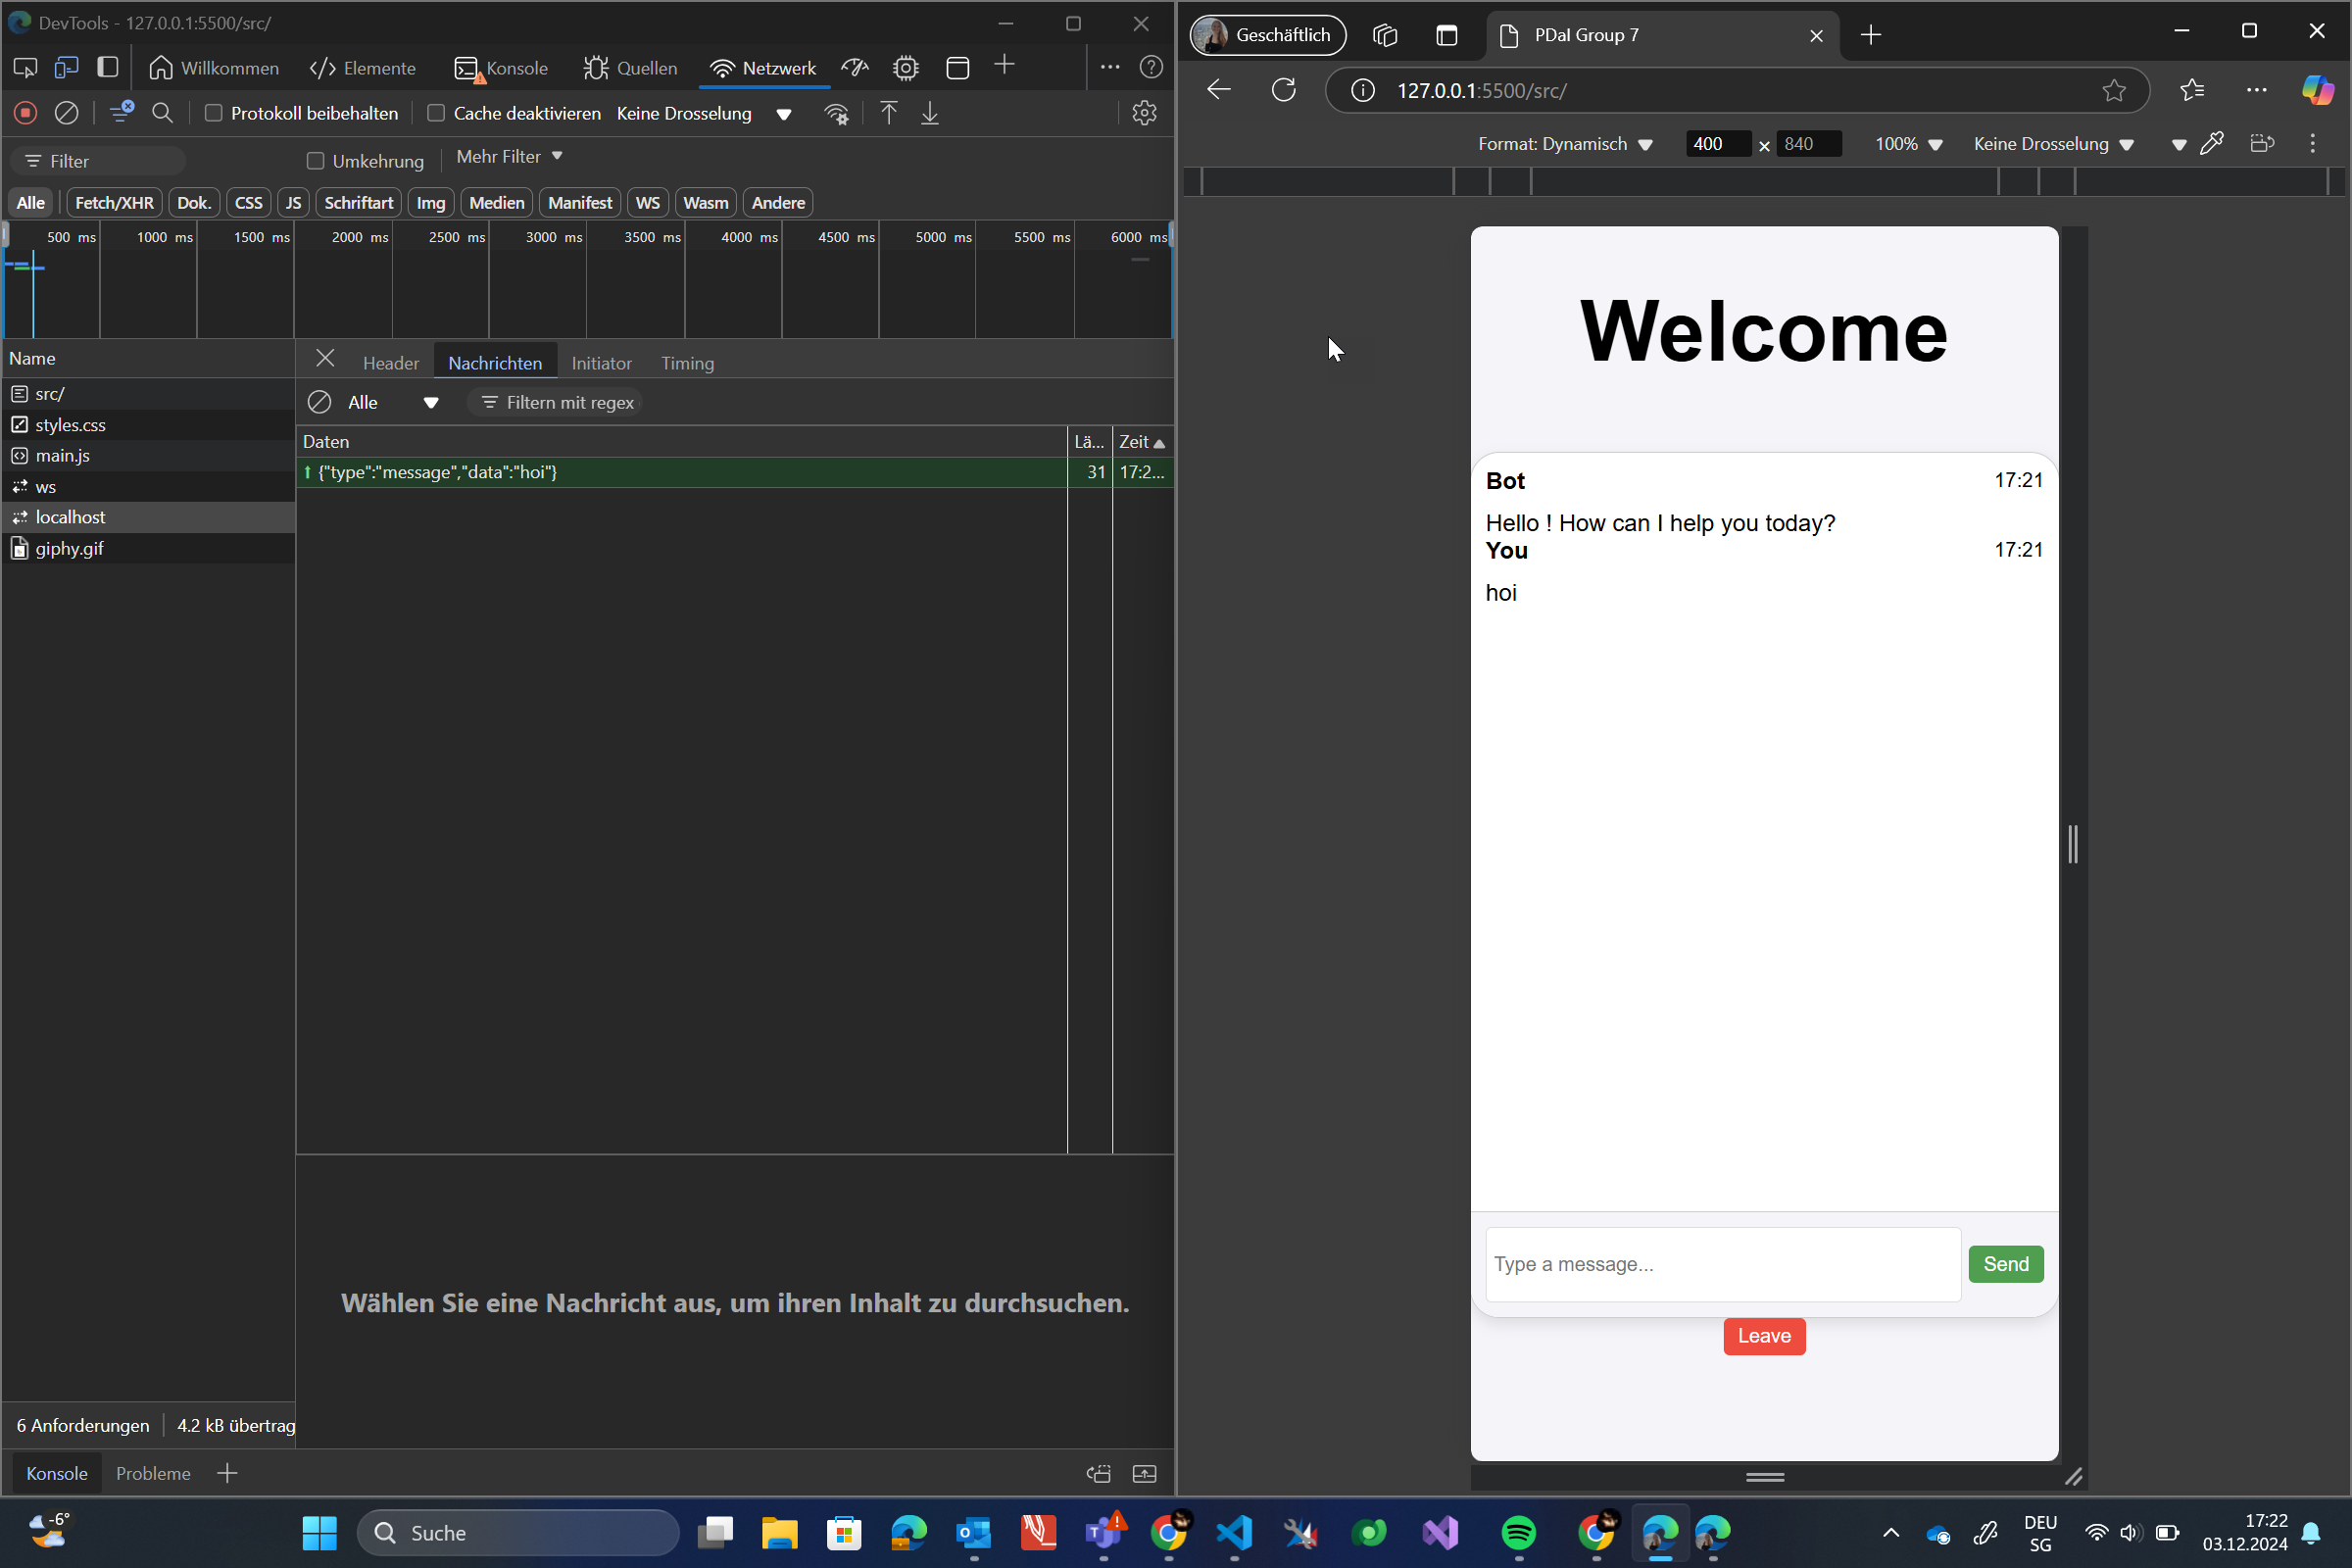 DevTools - 127.0.0.1:5500/src/
Willkommen
Elemente
Konsole
Quellen
Netzwerk
Protokoll beibehalten
Cache deaktivieren
Keine Drosselung
Filter
Umkehrung
Mehr Filter
Alle
Fetch/XHR
Dok.
CSS
JS
Schriftart
Img
Medien
Manifest
WS
Wasm
Andere
500 ms
1000 ms
1500 ms
2000 ms
2500 ms
3000 ms
3500 ms
4000 ms
4500 ms
5000 ms
5500 ms
6000 ms
Name
src/
styles.css
main.js
ws
localhost
giphy.gif
Header
Nachrichten
Initiator
Timing
Alle
Filtern mit regex
Daten
Lä...
Zeit
{"type":"message","data":"hoi"}
31
17:2...
Wählen Sie eine Nachricht aus, um ihren Inhalt zu durchsuchen.
6 Anforderungen
4.2 kB übertrag
Konsole
Probleme
Geschäftlich
PDal Group 7
127.0.0.1:5500/src/
Format: Dynamisch
400
×
840
100%
Keine Drosselung
Welcome
Bot
17:21
Hello ! How can I help you today?
You
17:21
hoi
Type a message...
Send
Leave
-6°
Suche
DEU
SG
17:22
03.12.2024